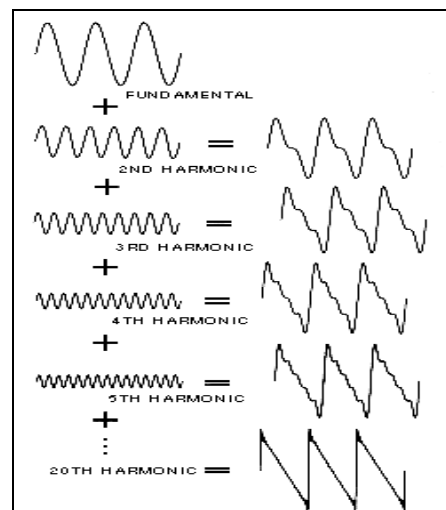 + FUNDAMENTAL
+ 2ND HARMONIC =
+ 3RD HARMONIC =
+ 4TH HARMONIC =
+ 5TH HARMONIC =
+
20TH HARMONIC =